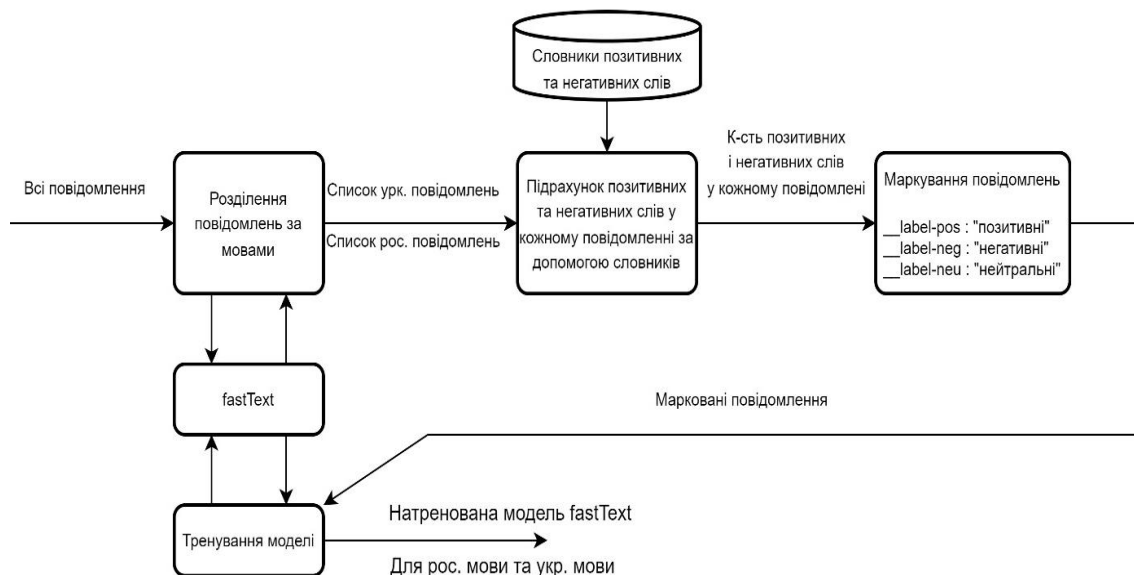 Словники позитивних
та негативних слів
Всі повідомлення
Розділення
повідомлень за
мовами
Список урк. повідомлень
Список рос. повідомлень
Підрахунок позитивних
та негативних слів у
кожному повідомленні за
допомогою словників
К-сть позитивних
і негативних слів
у кожному повідомлені
Маркування повідомлень
__label-pos : "позитивні"
__label-neg : "негативні"
__label-neu : "нейтральні"
fastText
Марковані повідомлення
Тренування моделі
Натренована модель fastText
Для рос. мови та укр. мови